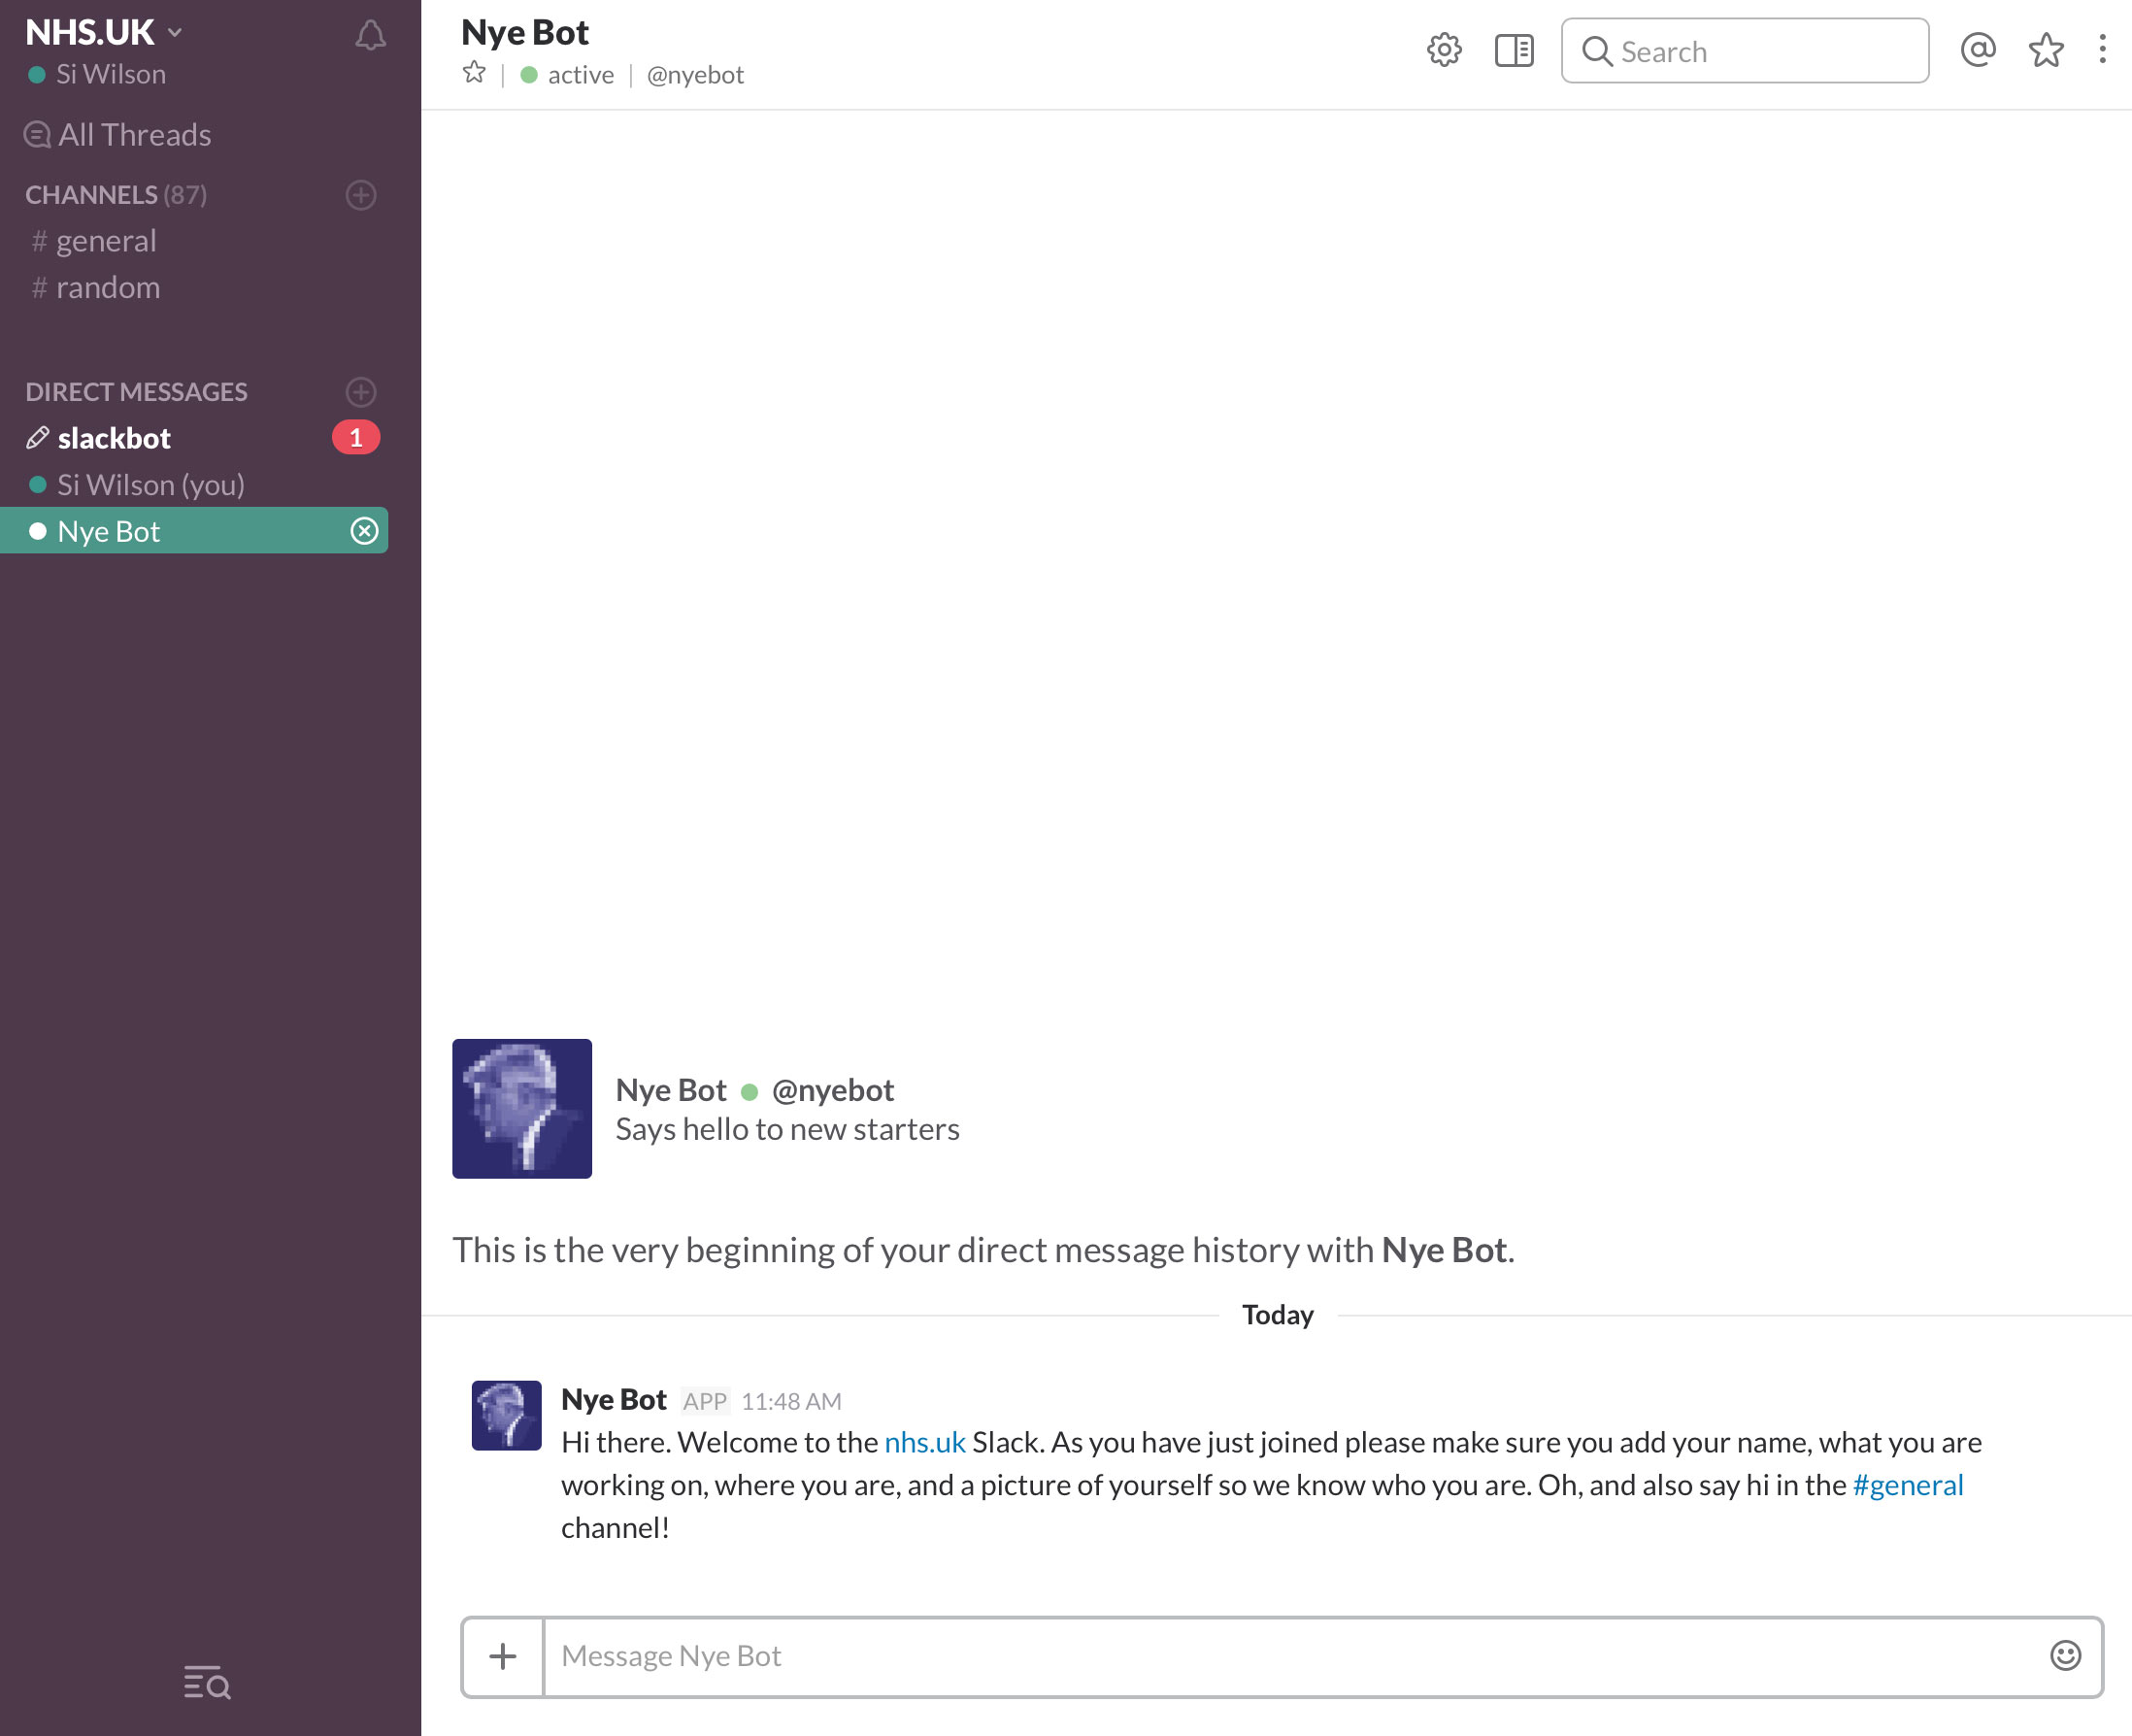 NHS.UK
Si Wilson
All Threads
CHANNELS (87)
# general
# random
DIRECT MESSAGES
slackbot 1
Si Wilson (you)
Nye Bot
Nye Bot
active | @nyebot
Search
Nye Bot @nyebot
Says hello to new starters
This is the very beginning of your direct message history with Nye Bot.
Today
Nye Bot APP 11:48 AM
Hi there. Welcome to the nhs.uk Slack. As you have just joined please make sure you add your name, what you are
working on, where you are, and a picture of yourself so we know who you are. Oh, and also say hi in the #general
channel!
Message Nye Bot